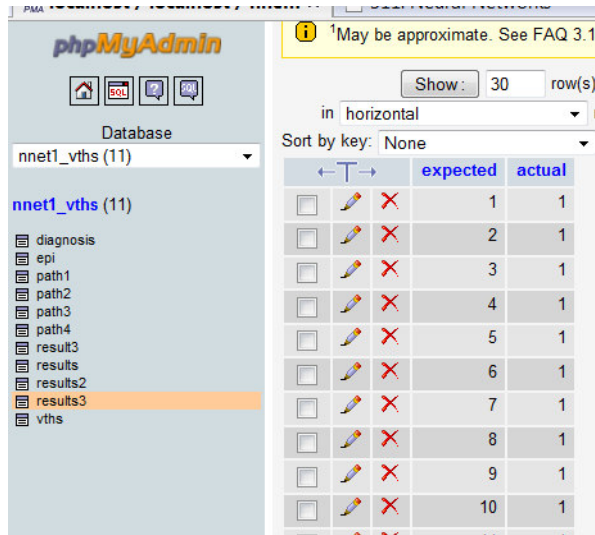 phpMyAdmin
SQL
?
SQL
Database
nnet1_vths (11)
nnet1_vths (11)
diagnosis
epi
path1
path2
path3
path4
result3
results
results2
results3
vths
1May be approximate. See FAQ 3.1
Show : 30 row(s)
in horizontal
Sort by key: None
←T→ expected actual
1 1
2 1
3 1
4 1
5 1
6 1
7 1
8 1
9 1
10 1